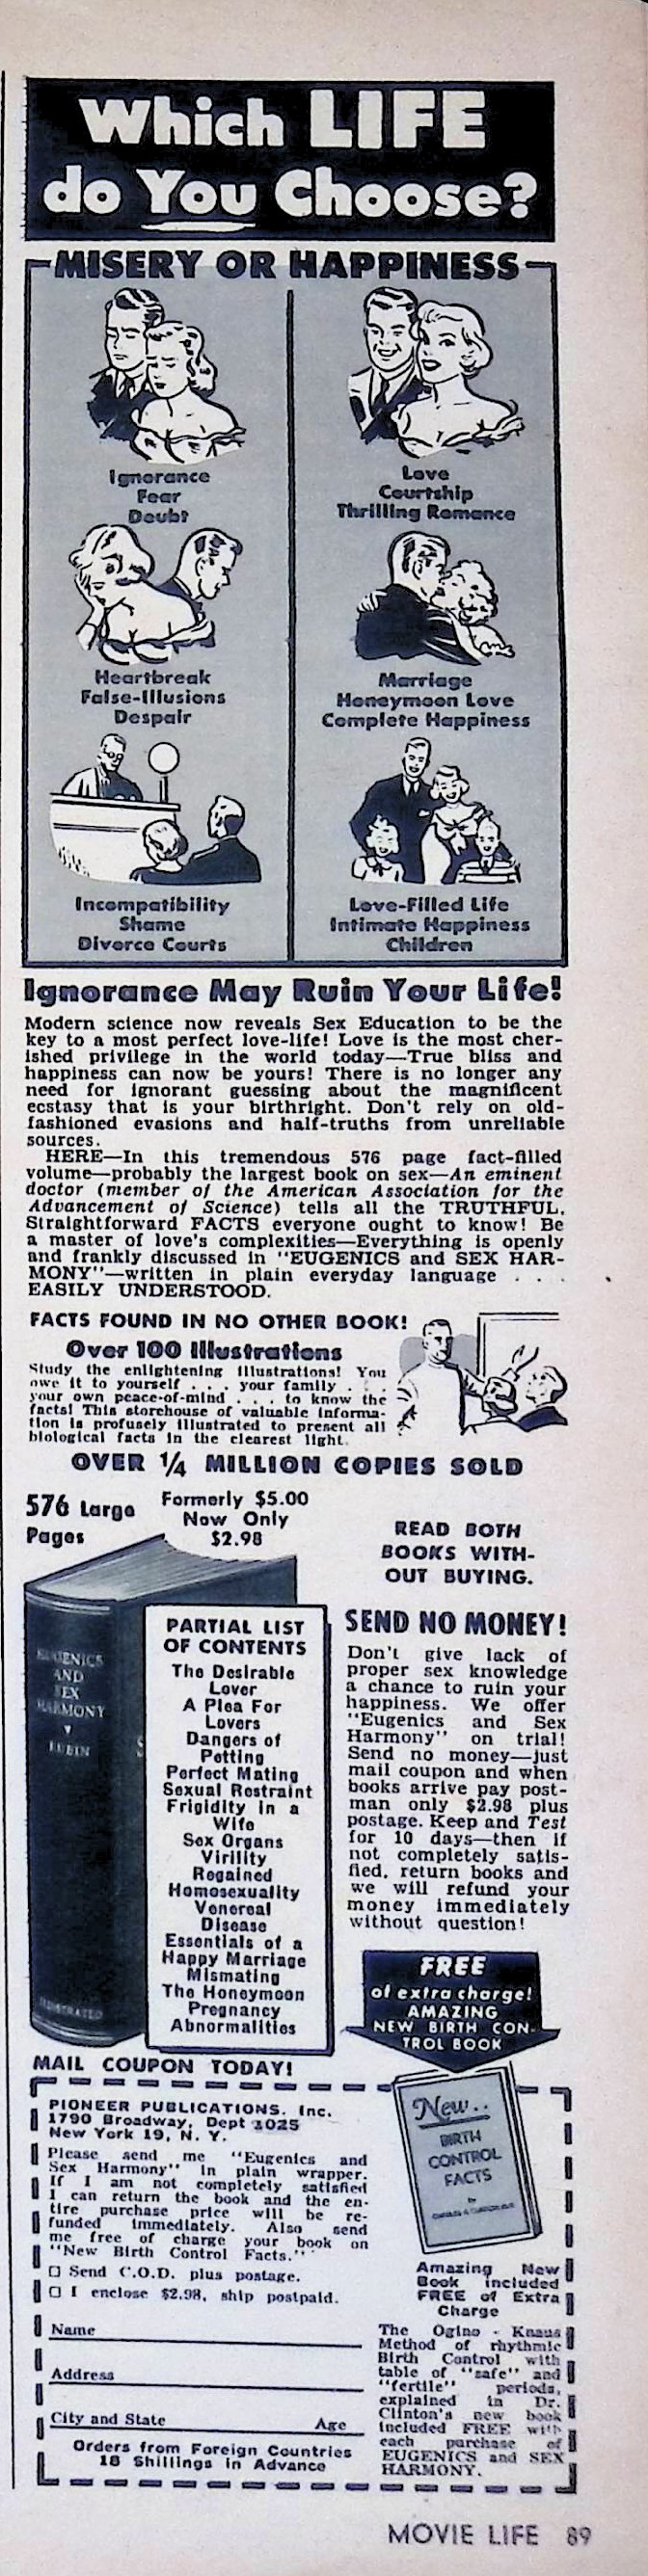 Which LIFE
do You Choose?
MISERY OR HAPPINESS
Ignorance
Fear
Doubt
Love
Courtship
Thrilling Romance
Heartbreak
False-Illusions
Despair
Marriage
Honeymoon Love
Complete Happiness
Incompatibility
Shame
Divorce Courts
Love-Filled Life
Intimate Happiness
Children
Ignorance May Ruin Your Life!
Modern science now reveals Sex Education to be the
key to a most perfect love-life! Love is the most cher-
ished privilege in the world today—True bliss and
happiness can now be yours! There is no longer any
need for ignorant guessing about the magnificent
ecstasy that is your birthright. Don't rely on old-
fashioned evasions and half-truths from unreliable
sources.
HERE—In this tremendous 576 page fact-filled
volume—probably the largest book on sex—An eminent
doctor (member of the American Association for the
Advancement of Science) tells all the TRUTHFUL,
Straightforward FACTS everyone ought to know! Be
a master of love's complexities—Everything is openly
and frankly discussed in "EUGENICS and SEX HAR-
MONY"—written in plain everyday language . . .
EASILY UNDERSTOOD.
FACTS FOUND IN NO OTHER BOOK!
Over 100 Illustrations
Study the enlightening illustrations! You
owe it to yourself . . . your family . . .
your own peace-of-mind . . . to know the
facts! This storehouse of valuable informa-
tion is profusely illustrated to present all
biological facts in the clearest light.
OVER ¼ MILLION COPIES SOLD
576 Large
Pages
Formerly $5.00
Now Only
$2.98
READ BOTH
BOOKS WITH-
OUT BUYING.
EUGENICS
AND
SEX
HARMONY
RUBIN
ILLUSTRATED
PARTIAL LIST
OF CONTENTS
The Desirable
Lover
A Plea For
Lovers
Dangers of
Petting
Perfect Mating
Sexual Restraint
Frigidity in a
Wife
Sex Organs
Virility
Regained
Homosexuality
Venereal
Disease
Essentials of a
Happy Marriage
Mismating
The Honeymoon
Pregnancy
Abnormalities
SEND NO MONEY!
Don't give lack of
proper sex knowledge
a chance to ruin your
happiness. We offer
"Eugenics and Sex
Harmony" on trial!
Send no money—just
mail coupon and when
books arrive pay post-
man only $2.98 plus
postage. Keep and Test
for 10 days—then if
not completely satis-
fied, return books and
we will refund your
money immediately
without question!
FREE
of extra charge!
AMAZING
NEW BIRTH CON-
TROL BOOK
MAIL COUPON TODAY!
PIONEER PUBLICATIONS, Inc.
1790 Broadway, Dept 1025
New York 19, N. Y.
Please send me "Eugenics and
Sex Harmony" in plain wrapper.
If I am not completely satisfied
I can return the book and the en-
tire purchase price will be re-
funded immediately. Also send
me free of charge your book on
"New Birth Control Facts."
Send C.O.D. plus postage.
I enclose $2.98, ship postpaid.
Name
Address
City and State Age
Orders from Foreign Countries
18 Shillings in Advance
New..
BIRTH
CONTROL
FACTS
by
Amazing New
Book included
FREE of Extra
Charge
The Ogino - Knaus
Method of rhythmic
Birth Control with
table of "safe" and
"fertile" periods,
explained in Dr.
Clinton's new book
included FREE with
each purchase of
EUGENICS and SEX
HARMONY.
MOVIE LIFE 89